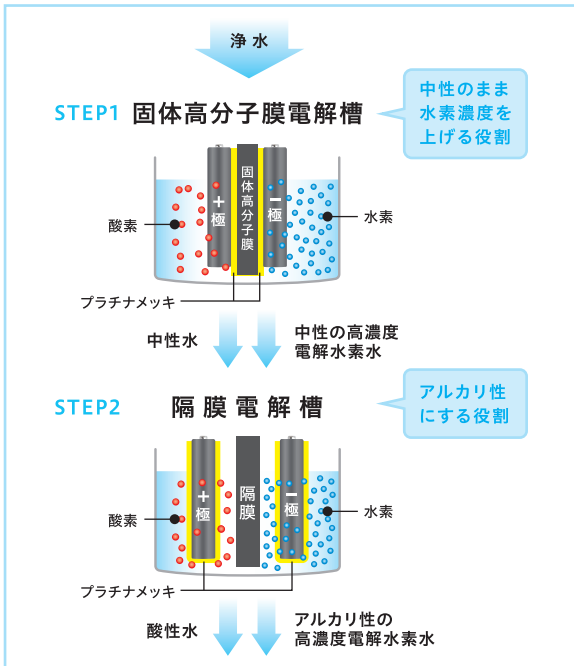 浄水
STEP1 固体高分子膜電解槽
中性のまま
水素濃度を
上げる役割
+極
固体高分子膜
−極
酸素
水素
プラチナメッキ
中性水
中性の高濃度
電解水素水
STEP2 隔膜電解槽
アルカリ性
にする役割
+極
隔膜
−極
酸素
水素
プラチナメッキ
酸性水
アルカリ性の
高濃度電解水素水